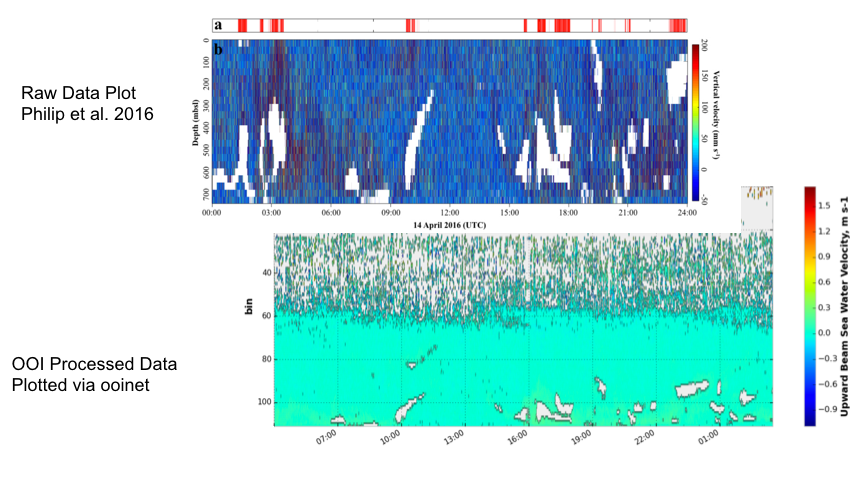 a
b
Raw Data Plot
Philip et al. 2016
Depth (mbsl)
0
100
200
300
400
500
600
700
00:00 03:00 06:00 09:00 12:00 15:00 18:00 21:00 24:00
14 April 2016 (UTC)
200
150
100
50
0
-50
Vertical velocity (mm s⁻¹)
OOI Processed Data
Plotted via ooinet
bin
40
60
80
100
07:00 10:00 13:00 16:00 19:00 22:00 01:00
1.5
1.2
0.9
0.6
0.3
0.0
−0.3
−0.6
−0.9
Upward Beam Sea Water Velocity, m s-1